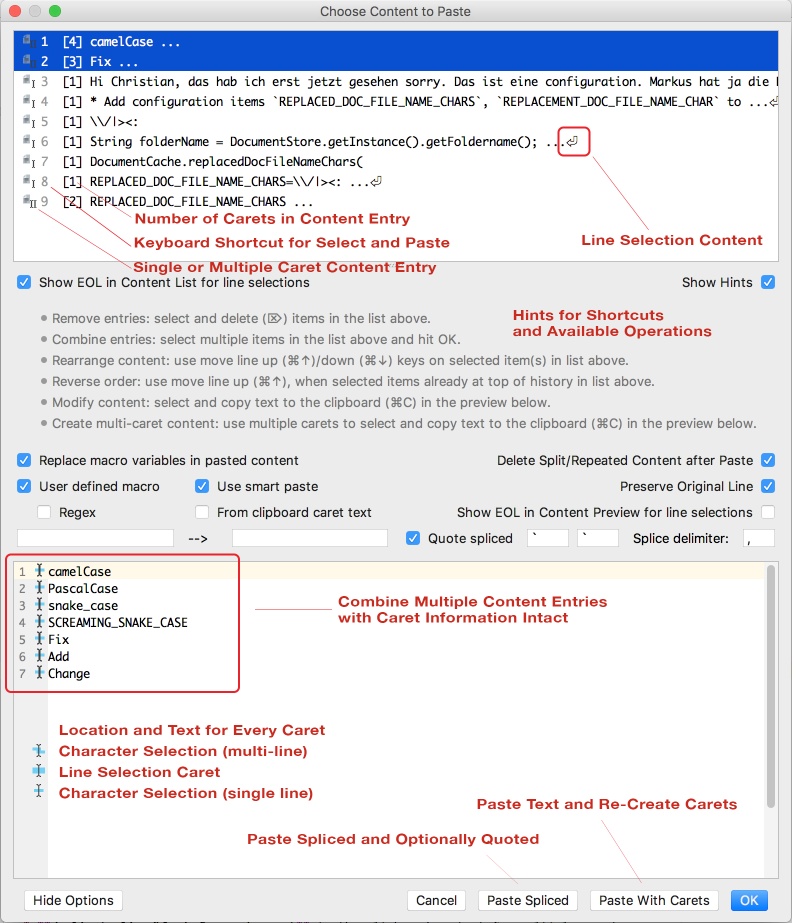 Choose Content to Paste
1 [4] camelCase ...
2 [3] Fix ...
3 [1] Hi Christian, das hab ich erst jetzt gesehen sorry. Das ist eine configuration. Markus hat ja die
4 [1] * Add configuration items `REPLACED_DOC_FILE_NAME_CHARS`, `REPLACEMENT_DOC_FILE_NAME_CHAR` to ...⏎
5 [1] \\/|><:
6 [1] String folderName = DocumentStore.getInstance().getFoldername(); ...⏎
7 [1] DocumentCache.replacedDocFileNameChars(
8 [1] REPLACED_DOC_FILE_NAME_CHARS=\\/|><: ...⏎
9 [2] REPLACED_DOC_FILE_NAME_CHARS ...
Number of Carets in Content Entry
Line Selection Content
Keyboard Shortcut for Select and Paste
Single or Multiple Caret Content Entry
Show EOL in Content List for line selections
Show Hints
Hints for Shortcuts
and Available Operations
• Remove entries: select and delete (⌦) items in the list above.
• Combine entries: select multiple items in the list above and hit OK.
• Rearrange content: use move line up (⌘↑)/down (⌘↓) keys on selected item(s) in list above.
• Reverse order: use move line up (⌘↑), when selected items already at top of history in list above.
• Modify content: select and copy text to the clipboard (⌘C) in the preview below.
• Create multi-caret content: use multiple carets to select and copy text to the clipboard (⌘C) in the preview below.
Replace macro variables in pasted content
Delete Split/Repeated Content after Paste
User defined macro
Use smart paste
Preserve Original Line
Regex
From clipboard caret text
Show EOL in Content Preview for line selections
-->
Quote spliced
`
`
Splice delimiter:
,
1 camelCase
2 PascalCase
3 snake_case
4 SCREAMING_SNAKE_CASE
5 Fix
6 Add
7 Change
Combine Multiple Content Entries
with Caret Information Intact
Location and Text for Every Caret
Character Selection (multi-line)
Line Selection Caret
Character Selection (single line)
Paste Text and Re-Create Carets
Paste Spliced and Optionally Quoted
Hide Options
Cancel
Paste Spliced
Paste With Carets
OK